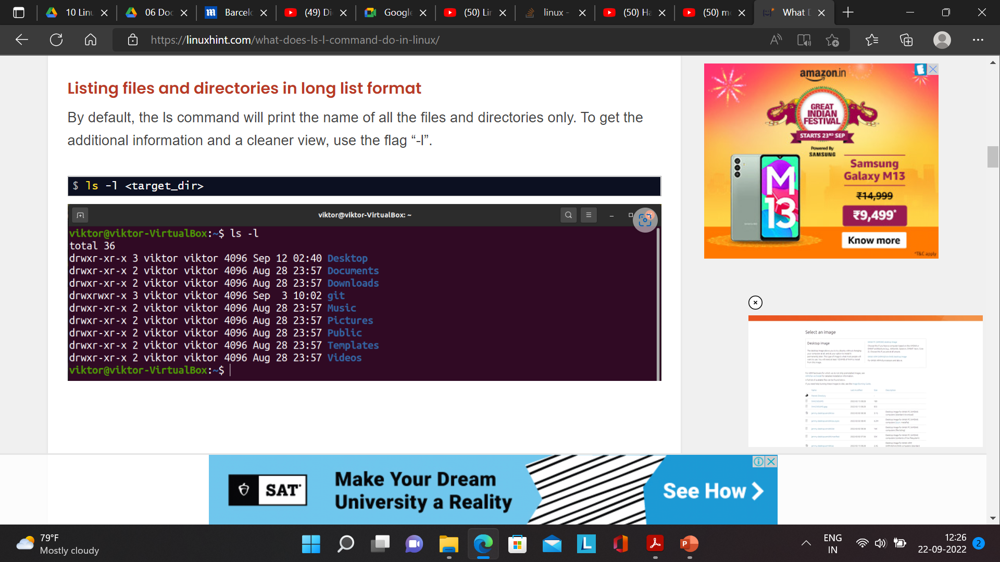 10 Linu
06 Doc
Barcelo
(49) Di
Google
(50) Lin
linux -
(50) Ha
(50) m
What D
https://linuxhint.com/what-does-ls-l-command-do-in-linux/
Listing files and directories in long list format
By default, the ls command will print the name of all the files and directories only. To get the
additional information and a cleaner view, use the flag “-l”.
$ ls -l <target_dir>
viktor@viktor-VirtualBox: ~
viktor@viktor-VirtualBox:~$ ls -l
total 36
drwxr-xr-x 3 viktor viktor 4096 Sep 12 02:40 Desktop
drwxr-xr-x 2 viktor viktor 4096 Aug 28 23:57 Documents
drwxr-xr-x 2 viktor viktor 4096 Aug 28 23:57 Downloads
drwxrwxr-x 3 viktor viktor 4096 Sep  3 10:02 git
drwxr-xr-x 2 viktor viktor 4096 Aug 28 23:57 Music
drwxr-xr-x 2 viktor viktor 4096 Aug 28 23:57 Pictures
drwxr-xr-x 2 viktor viktor 4096 Aug 28 23:57 Public
drwxr-xr-x 2 viktor viktor 4096 Aug 28 23:57 Templates
drwxr-xr-x 2 viktor viktor 4096 Aug 28 23:57 Videos
viktor@viktor-VirtualBox:~$
amazon.in
GREAT
INDIAN
FESTIVAL
STARTS 23RD SEP
Powered By
SAMSUNG
Samsung
Galaxy M13
₹14,999
₹9,499*
Know more
*T&C apply
M
13
SAMSUNG
Select an image
Desktop image
SAT
Make Your Dream
University a Reality
See How
79°F
Mostly cloudy
ENG
IN
12:26
22-09-2022
2